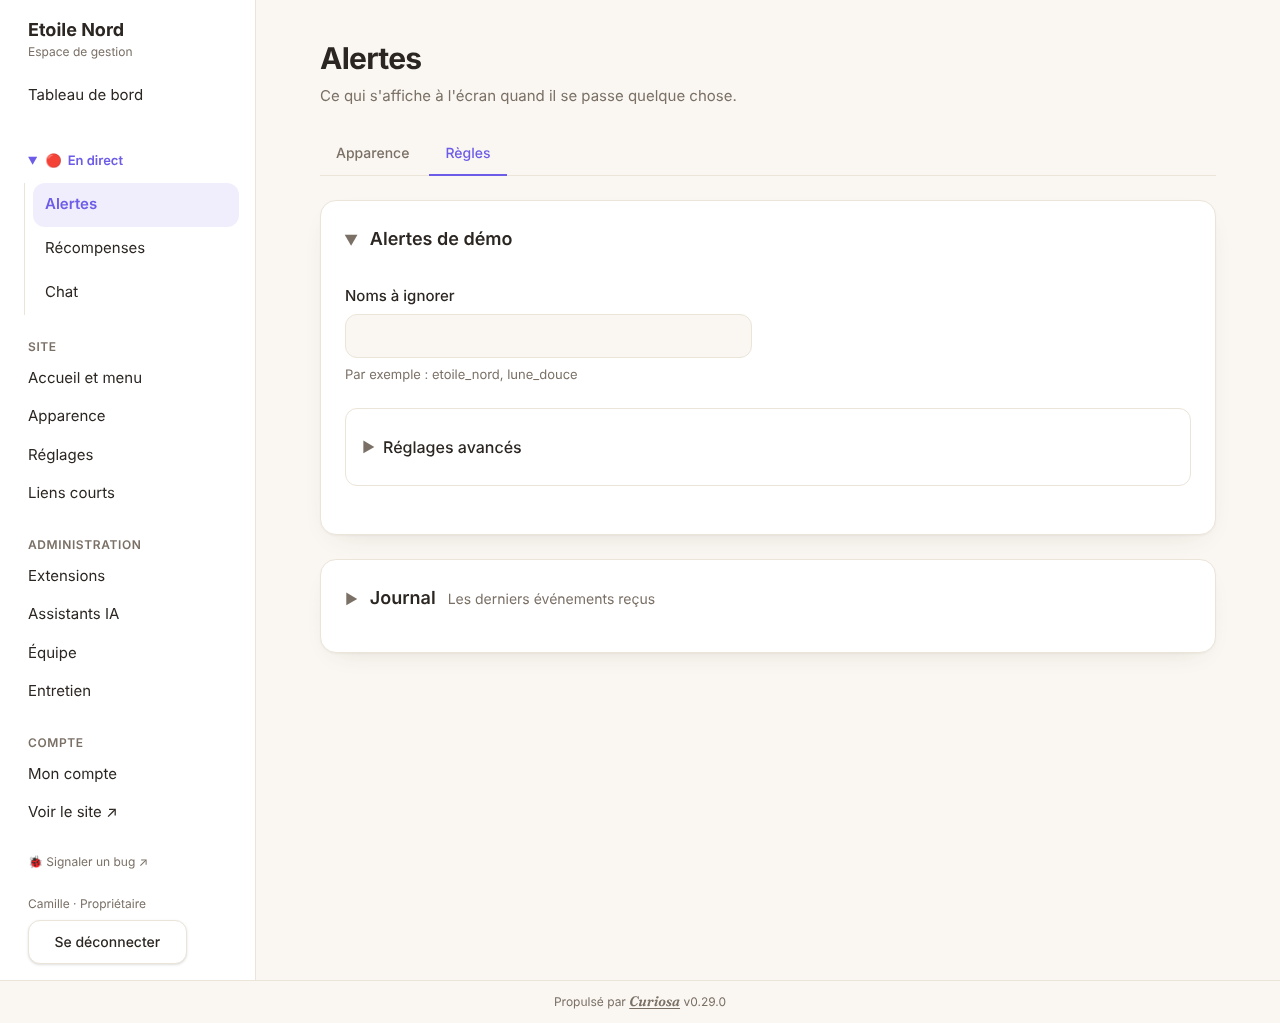 Etoile Nord
Espace de gestion
Tableau de bord
▼ 🔴 En direct
Alertes
Récompenses
Chat
SITE
Accueil et menu
Apparence
Réglages
Liens courts
ADMINISTRATION
Extensions
Assistants IA
Équipe
Entretien
COMPTE
Mon compte
Voir le site ↗
🐞 Signaler un bug ↗
Camille · Propriétaire
Se déconnecter
Alertes
Ce qui s'affiche à l'écran quand il se passe quelque chose.
Apparence Règles
▼ Alertes de démo
Noms à ignorer
Par exemple : etoile_nord, lune_douce
▶ Réglages avancés
▶ Journal Les derniers événements reçus
Propulsé par Curiosa v0.29.0